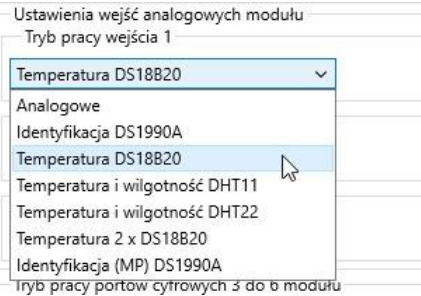 Ustawienia wejść analogowych modułu
Tryb pracy wejścia 1
Temperatura DS18B20
Analogowe
Identyfikacja DS1990A
Temperatura DS18B20
Temperatura i wilgotność DHT11
Temperatura i wilgotność DHT22
Temperatura 2 x DS18B20
Identyfikacja (MP) DS1990A
Tryb pracy portów cyfrowych 3 do 6 modułu